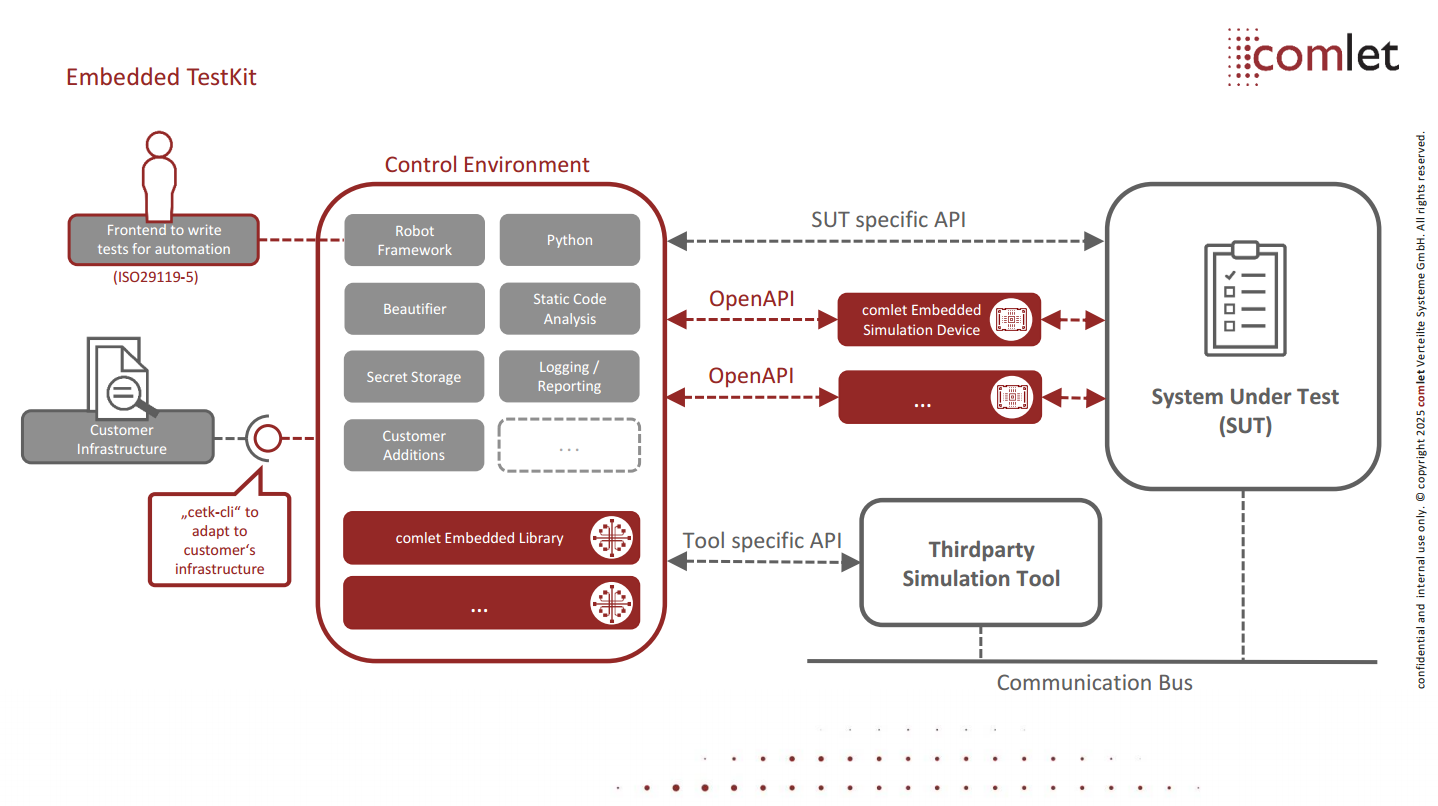 comlet
Embedded TestKit
Control Environment
Frontend to write
tests for automation
(ISO29119-5)
Customer
Infrastructure
„cetk-cli“ to
adapt to
customer‘s
infrastructure
Robot
Framework
Python
Beautifier
Static Code
Analysis
Secret Storage
Logging /
Reporting
Customer
Additions
...
comlet Embedded Library
...
SUT specific API
OpenAPI
comlet Embedded
Simulation Device
OpenAPI
...
System Under Test
(SUT)
Tool specific API
Thirdparty
Simulation Tool
Communication Bus
confidential and internal use only. © copyright 2025 comlet Verteilte Systeme GmbH. All rights reserved.